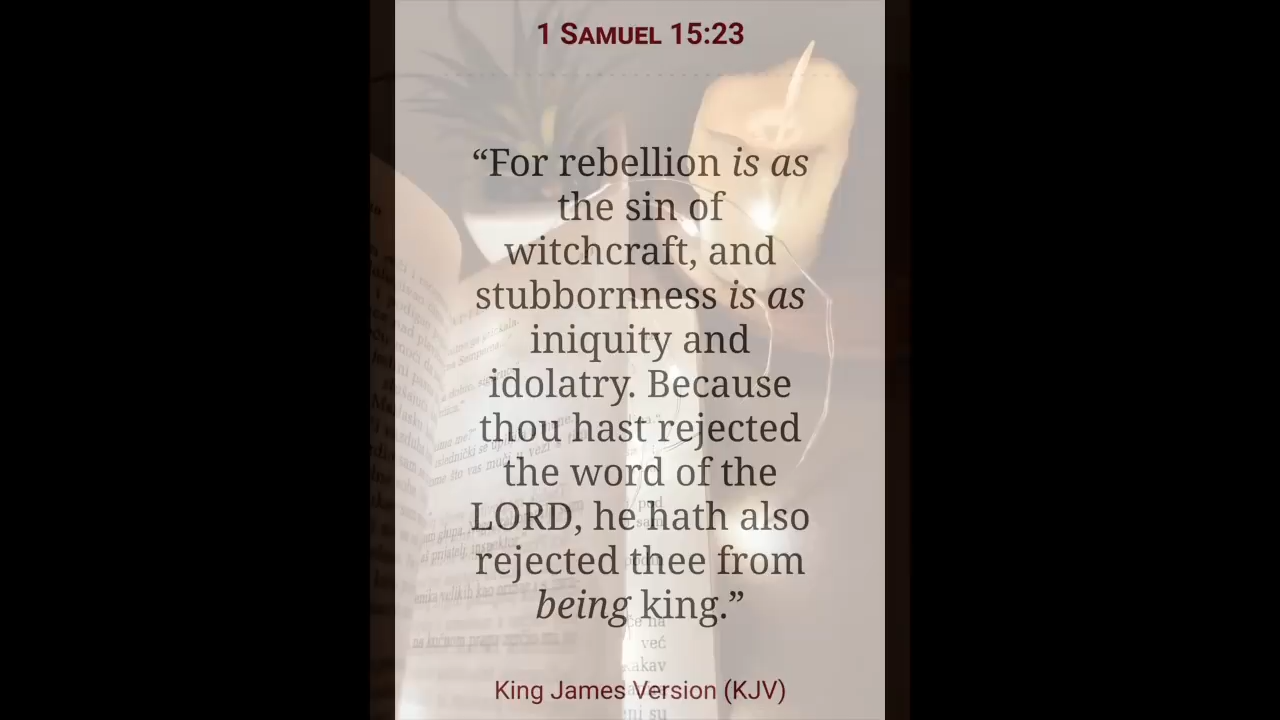 1 SAMUEL 15:23
“For rebellion is as
the sin of
witchcraft, and
stubbornness is as
iniquity and
idolatry. Because
thou hast rejected
the word of the
LORD, he hath also
rejected thee from
being king.”
King James Version (KJV)